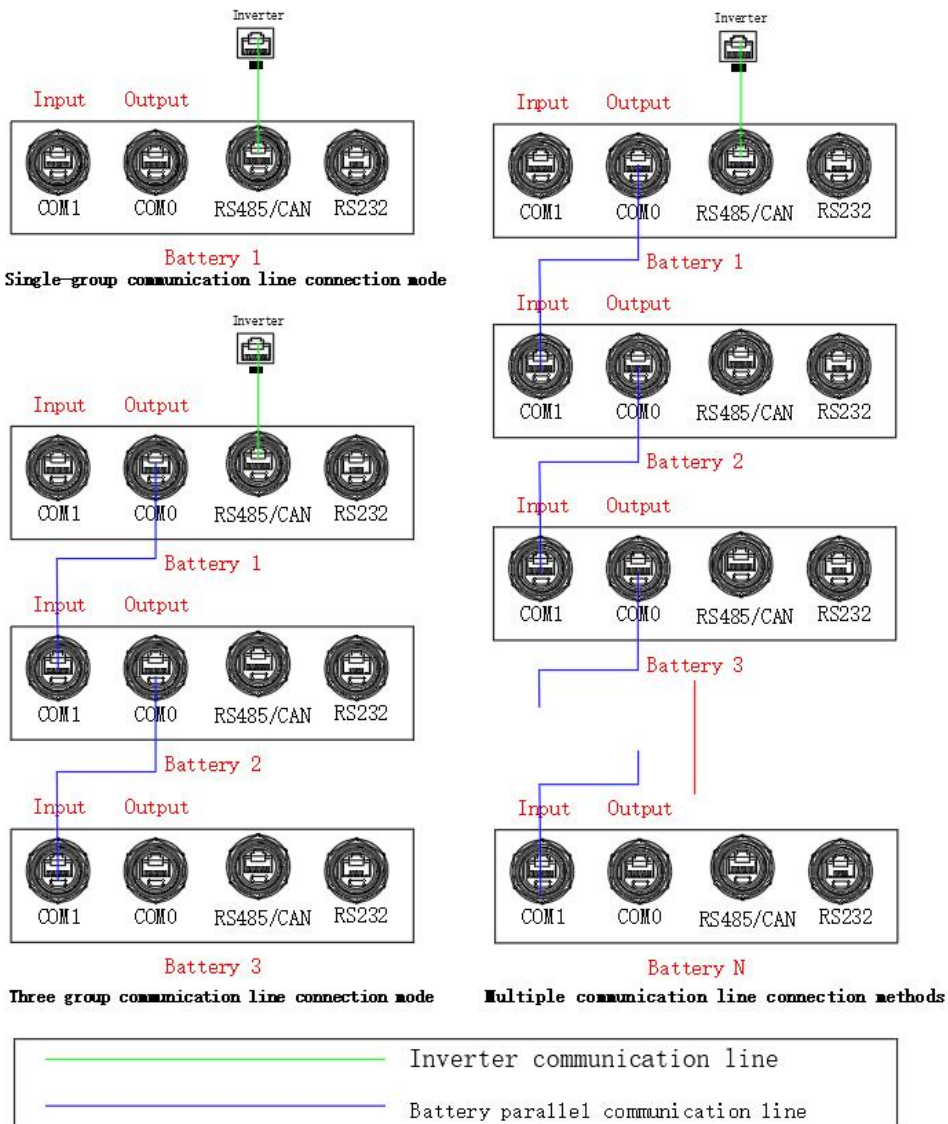 Inverter
Input Output
COM1 COM0 RS485/CAN RS232
Battery 1
Single-group communication line connection mode
Inverter
Input Output
COM1 COM0 RS485/CAN RS232
Battery 1
Input Output
COM1 COM0 RS485/CAN RS232
Battery 2
Input Output
COM1 COM0 RS485/CAN RS232
Battery 3
Three group communication line connection mode
Inverter
Input Output
COM1 COM0 RS485/CAN RS232
Battery 1
Input Output
COM1 COM0 RS485/CAN RS232
Battery 2
Input Output
COM1 COM0 RS485/CAN RS232
Battery 3
Input Output
COM1 COM0 RS485/CAN RS232
Battery N
Multiple communication line connection methods
Inverter communication line
Battery parallel communication line